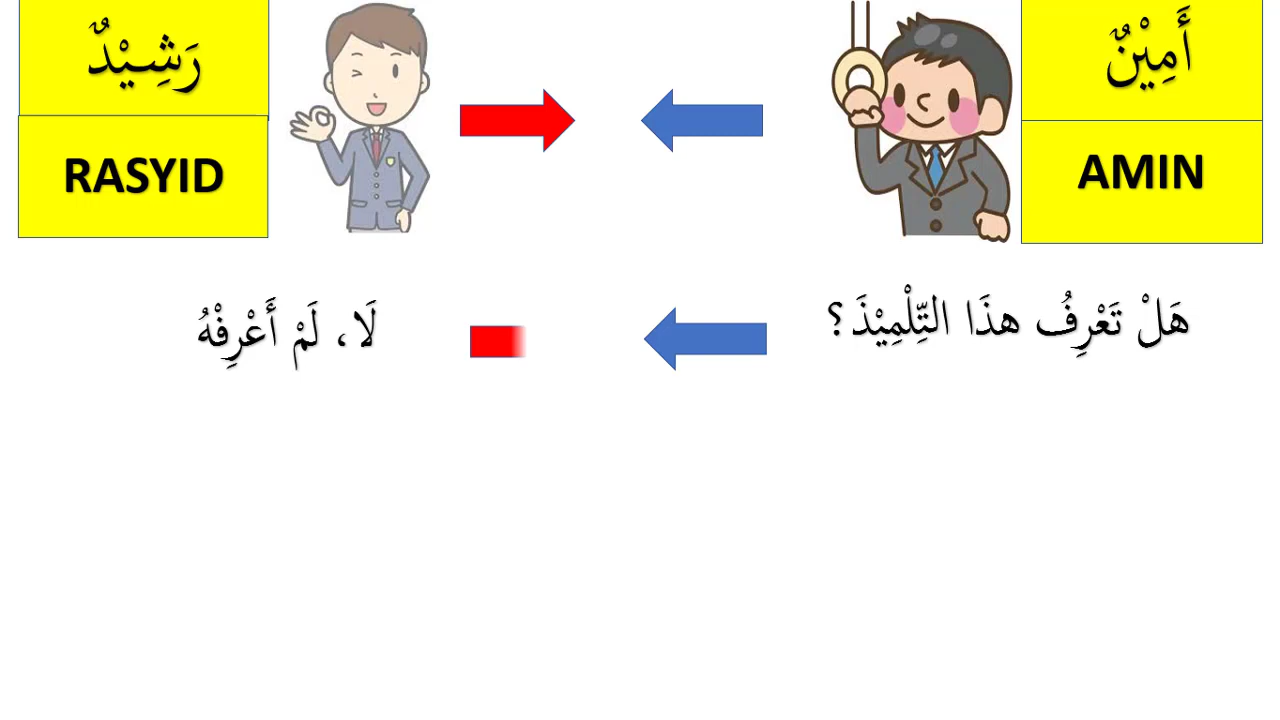 أَمِيْنٌ
رَشِيْدٌ
AMIN
RASYID
هَلْ تَعْرِفُ هذَا التِّلْمِيْذَ؟
لَا، لَمْ أَعْرِفْهُ